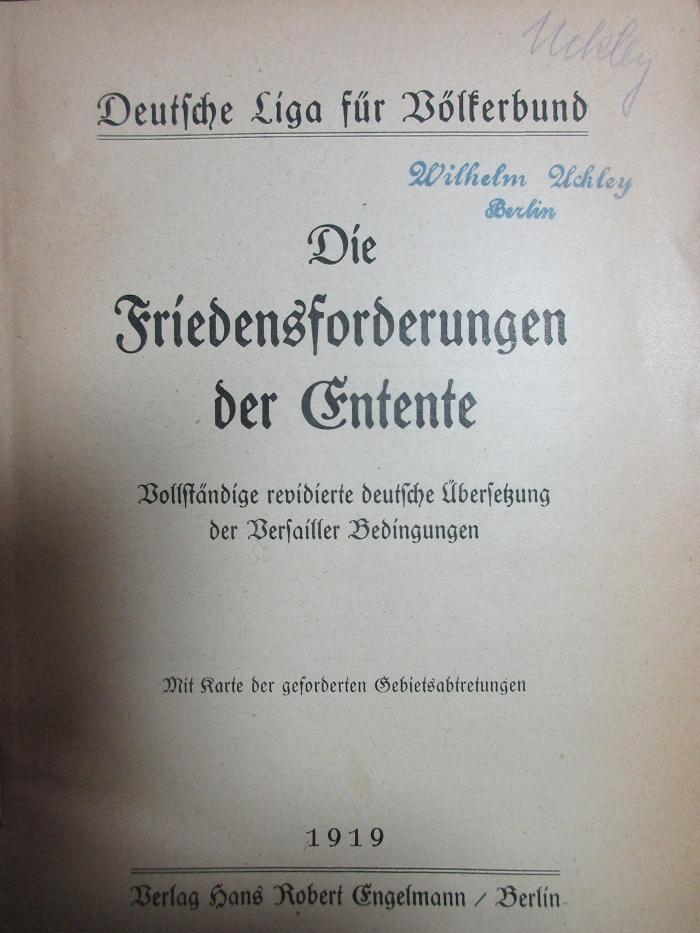 Uckley
Deutsche Liga für Völkerbund
Wilhelm Uckley
Berlin
Die
Friedensforderungen
der Entente
Vollständige revidierte deutsche Übersetzung
der Versailler Bedingungen
Mit Karte der geforderten Gebietsabtretungen
1919
Verlag Hans Robert Engelmann / Berlin